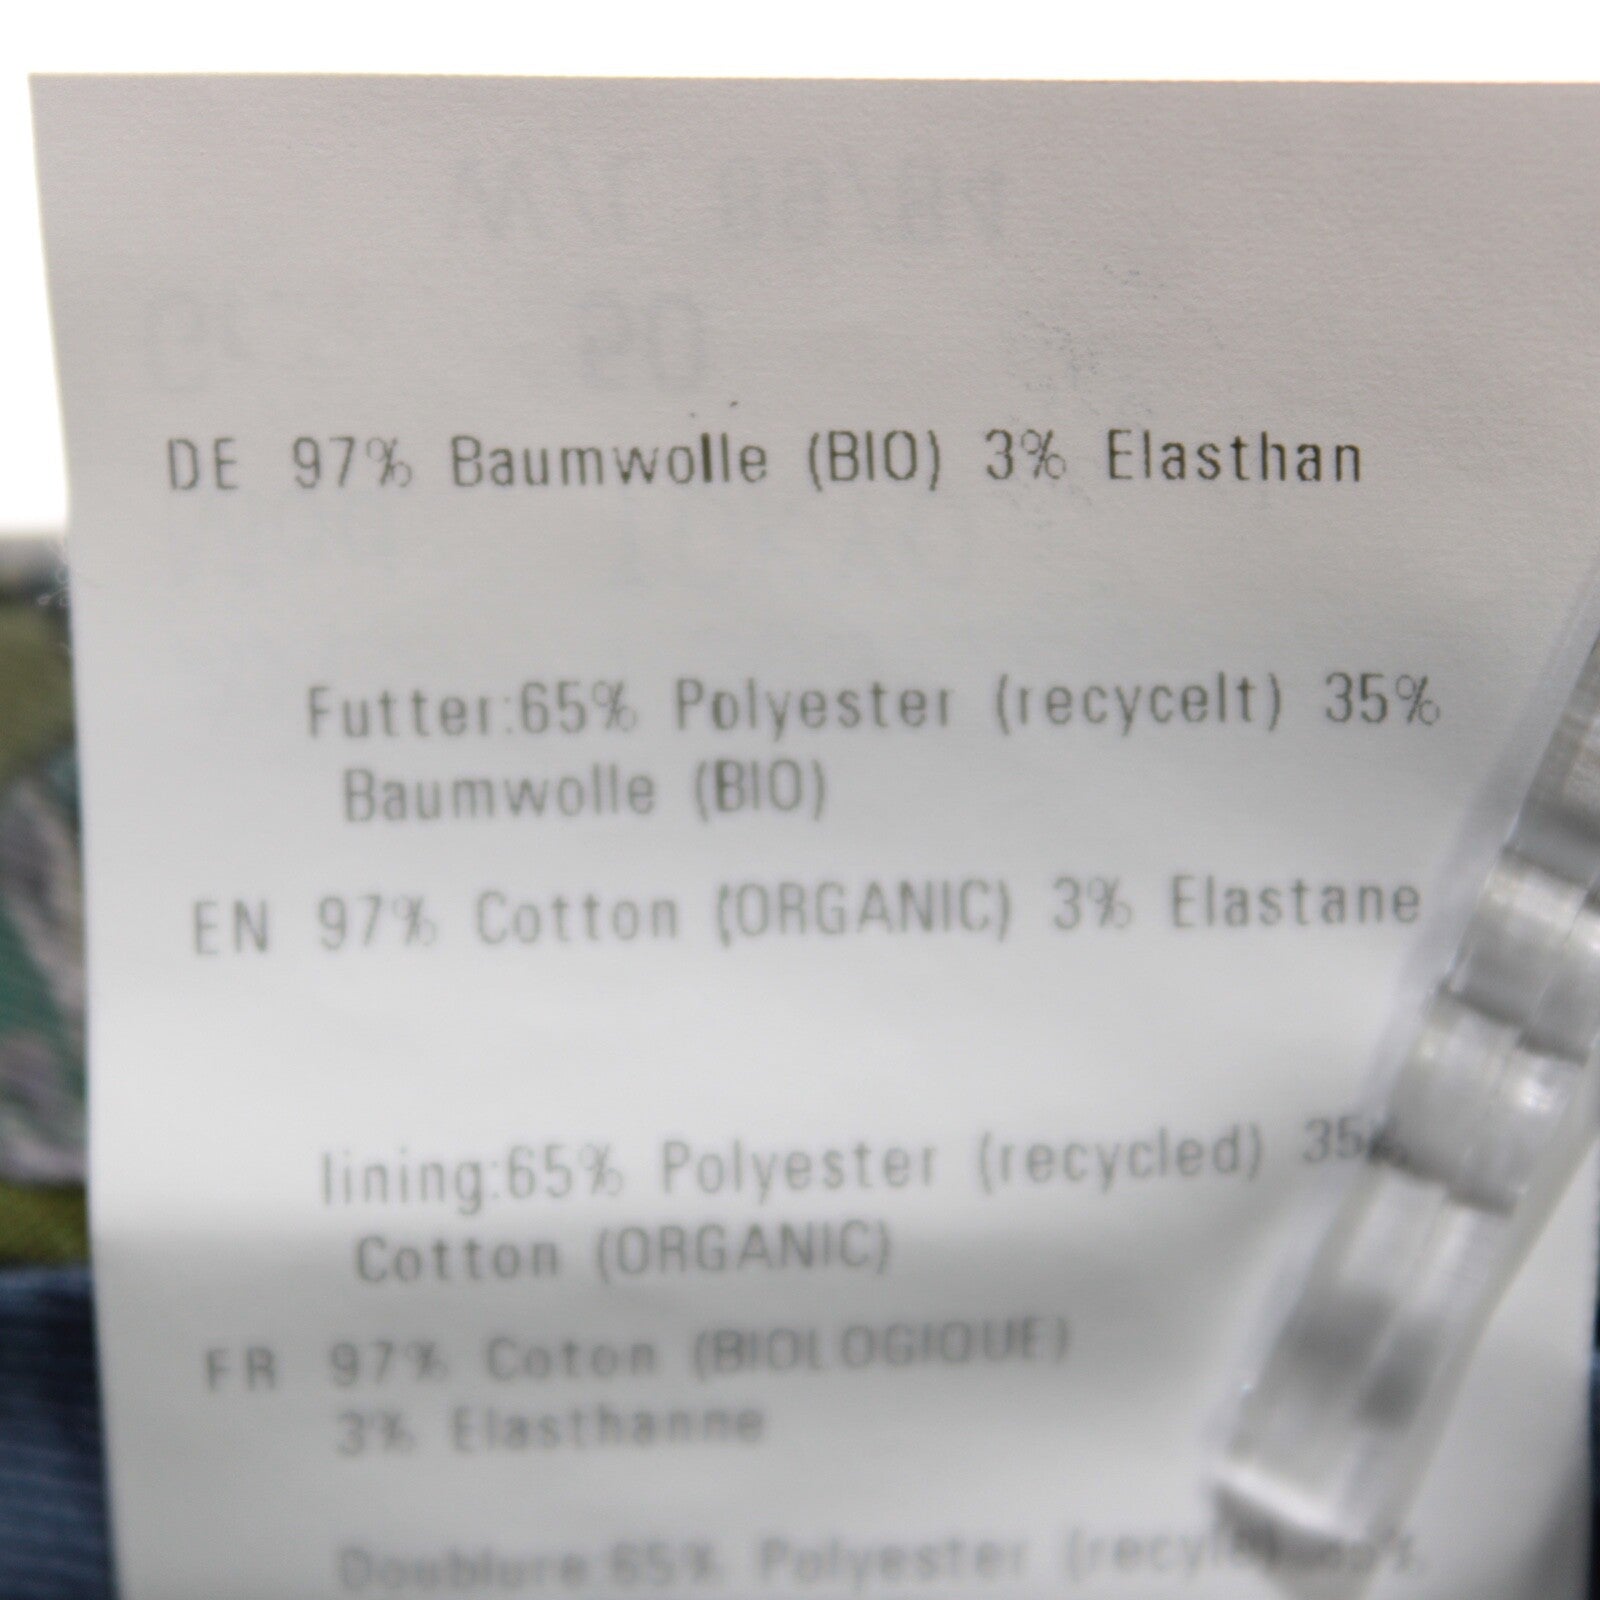 DE 97% Baumwolle (BIO) 3% Elasthan
Futter:65% Polyester (recycelt) 35%
Baumwolle (BIO)
EN 97% Cotton (ORGANIC) 3% Elastane
lining:65% Polyester (recycled) 35%
Cotton (ORGANIC)
FR 97% Coton (BIOLOGIQUE)
3% Elasthanne
Doublure:65% Polyester